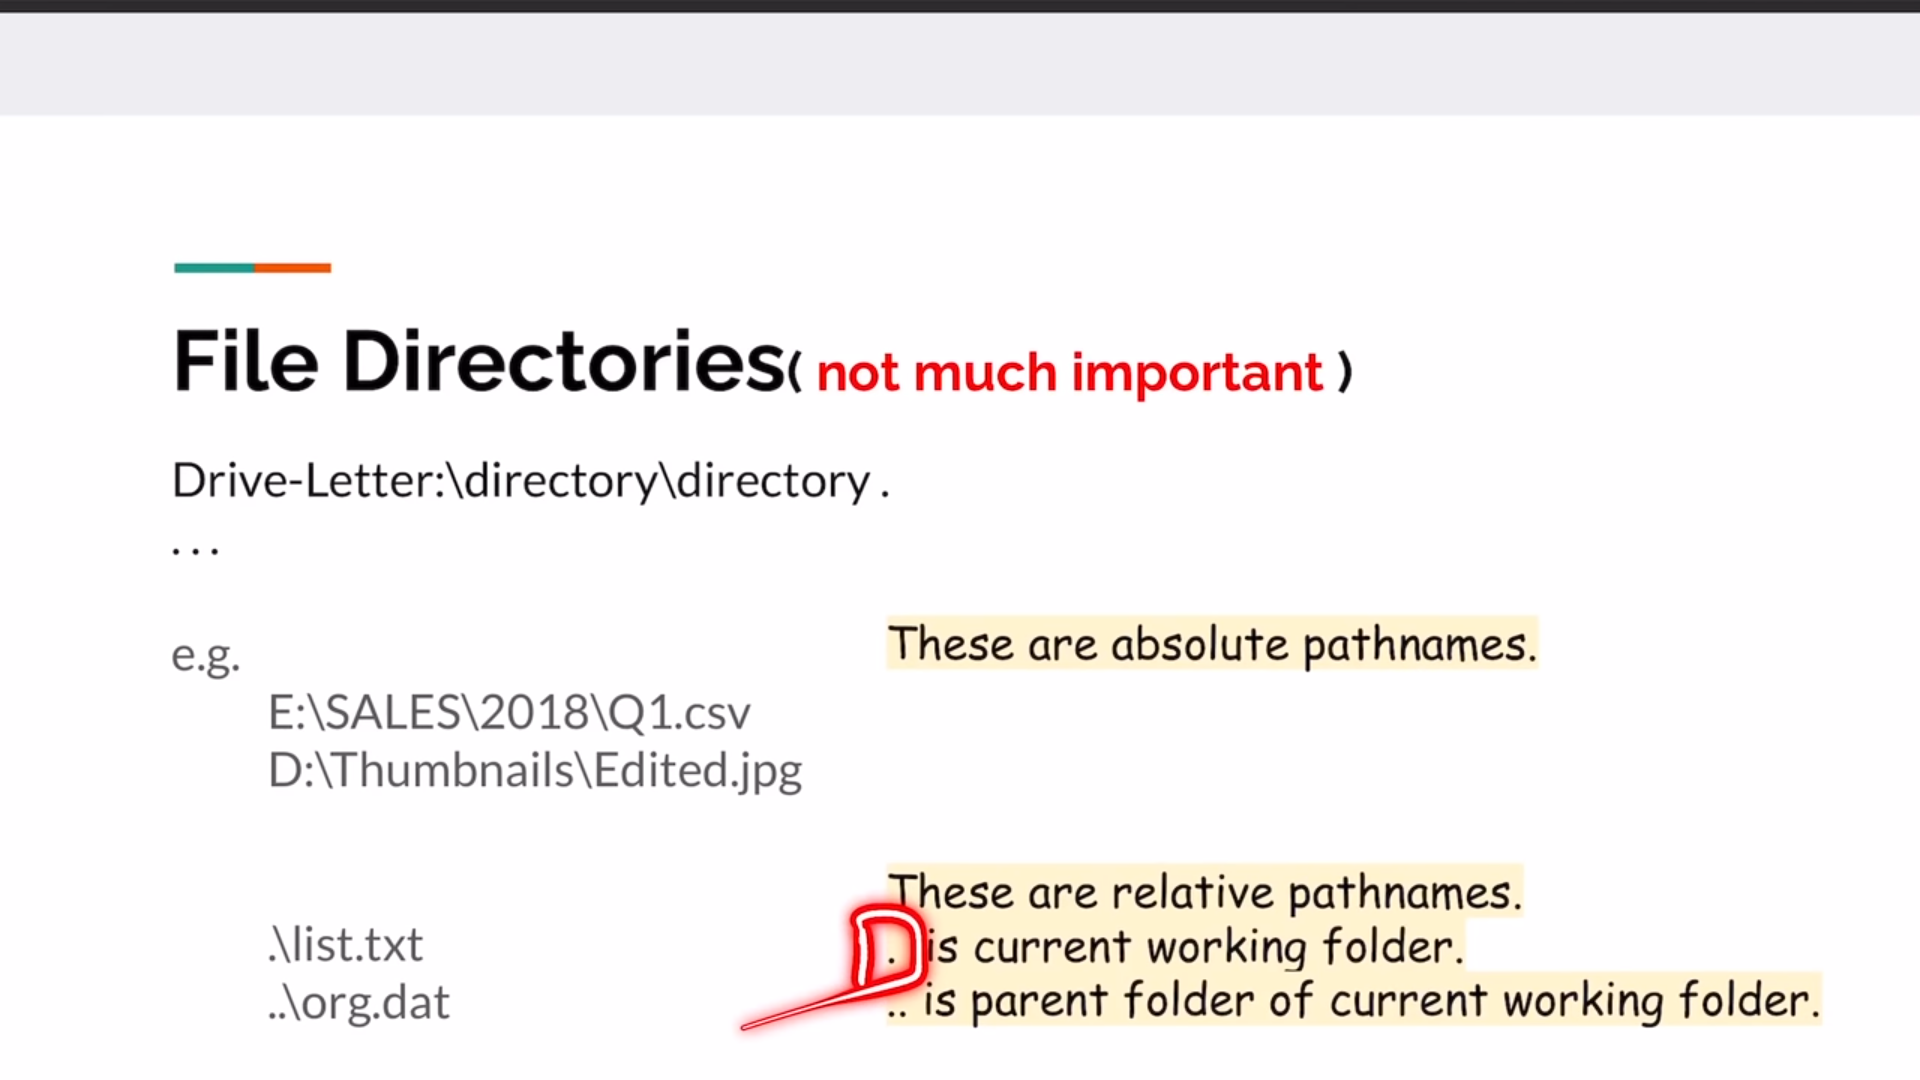 File Directories( not much important )
Drive-Letter:\directory\directory .
. . .
e.g.
These are absolute pathnames.
E:\SALES\2018\Q1.csv
D:\Thumbnails\Edited.jpg
These are relative pathnames.
.\list.txt
. is current working folder.
..\org.dat
.. is parent folder of current working folder.